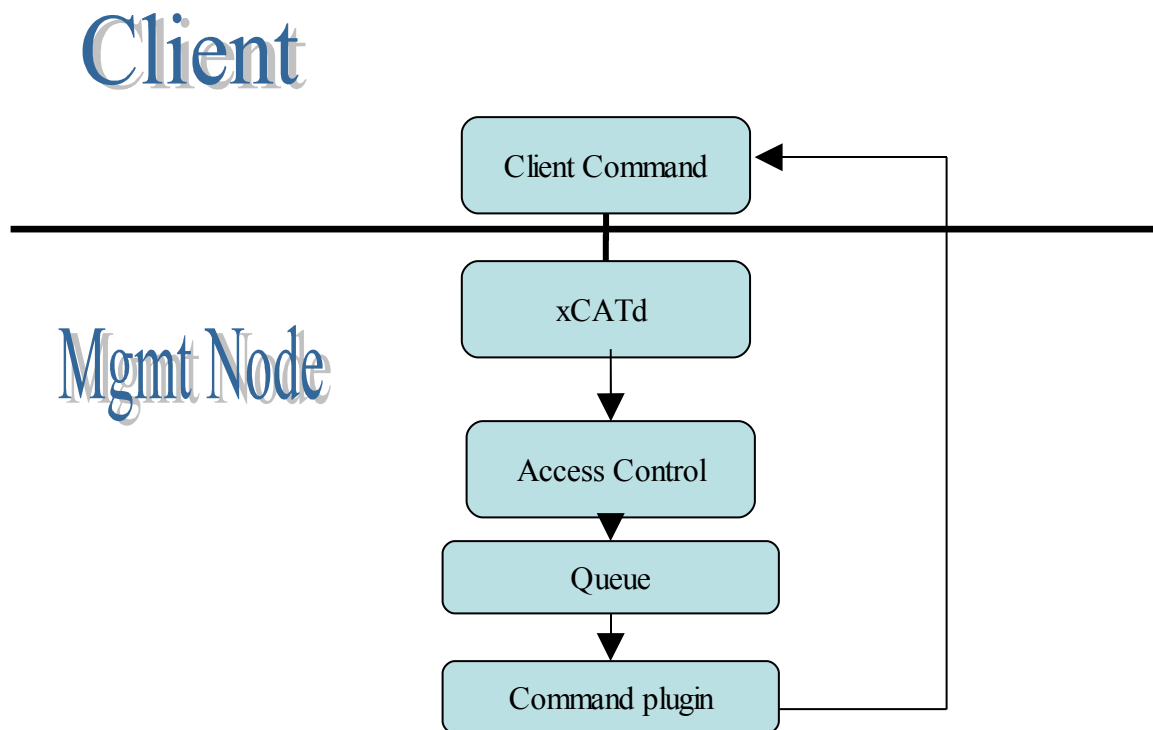 Client
Client Command
xCATd
Mgmt Node
Access Control
Queue
Command plugin